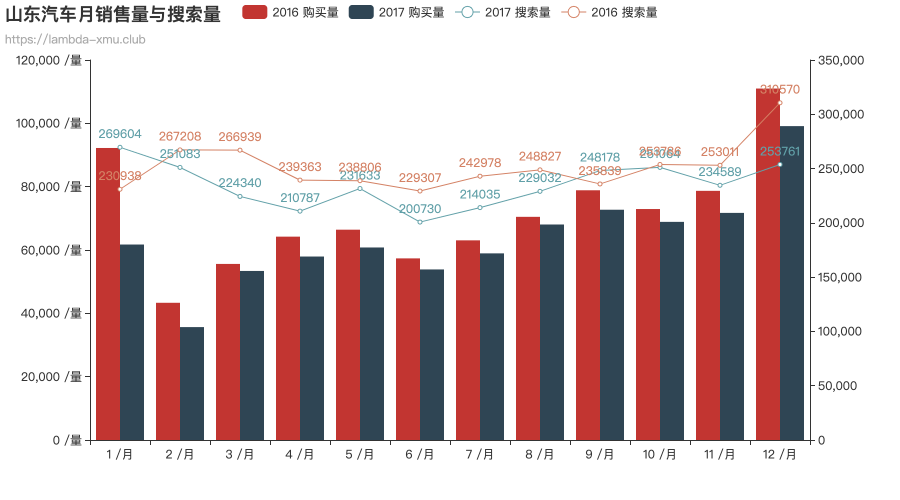 山东汽车月销售量与搜索量
2016 购买量 2017 购买量 2017 搜索量 2016 搜索量
https://lambda-xmu.club
120,000 /量 350,000
100,000 /量 300,000
80,000 /量 250,000
60,000 /量 200,000
40,000 /量 150,000
20,000 /量 100,000
0 /量 50,000
0
269604 251083 224340 210787 231633 200730 214035 229032 248178 234589 253761
230938 267208 266939 239363 238806 229307 242978 248827 235839 253786 253011 310570
1 /月 2 /月 3 /月 4 /月 5 /月 6 /月 7 /月 8 /月 9 /月 10 /月 11 /月 12 /月